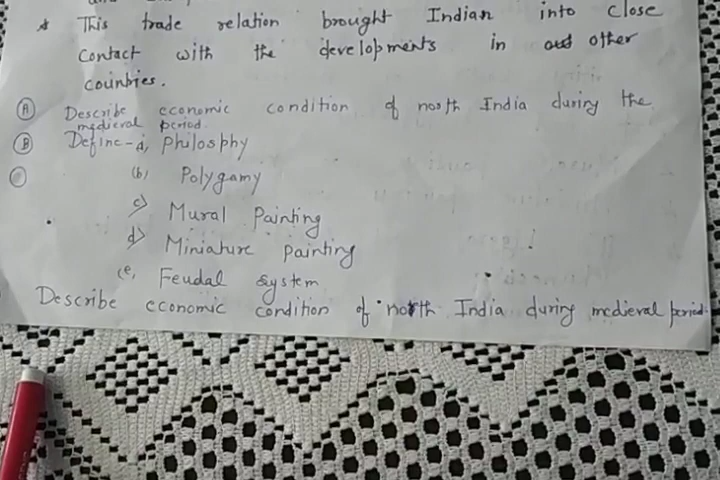 * This trade relation brought Indian into close
contact with the developments in other
countries.
(A) Describe economic condition of north India during the
medieval period.
(B) Define - a, Philosphy
(b) Polygamy
c) Mural Painting
d) Miniature painting
(e, Feudal System
Describe economic condition of north India during medieval period.